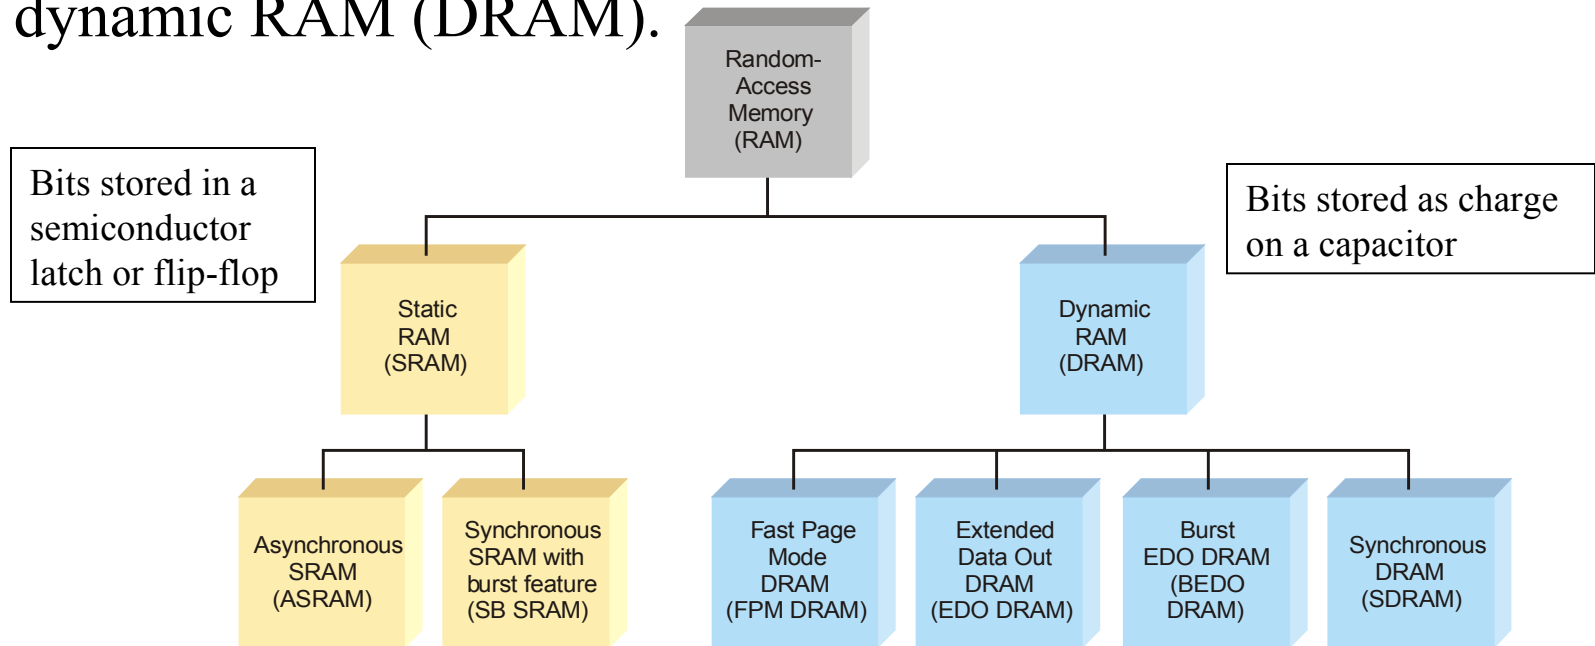 dynamic RAM (DRAM).
Random-
Access
Memory
(RAM)
Bits stored in a
semiconductor
latch or flip-flop
Bits stored as charge
on a capacitor
Static
RAM
(SRAM)
Dynamic
RAM
(DRAM)
Asynchronous
SRAM
(ASRAM)
Synchronous
SRAM with
burst feature
(SB SRAM)
Fast Page
Mode
DRAM
(FPM DRAM)
Extended
Data Out
DRAM
(EDO DRAM)
Burst
EDO DRAM
(BEDO
DRAM)
Synchronous
DRAM
(SDRAM)